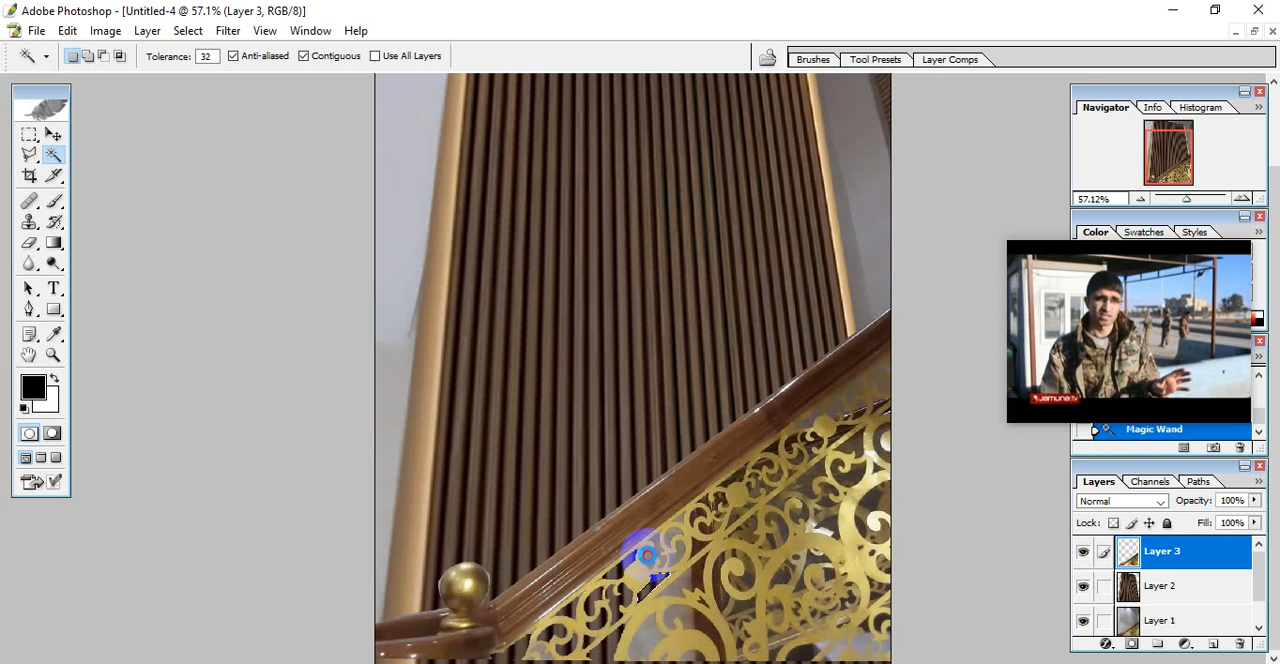 Adobe Photoshop - [Untitled-4 @ 57.1% (Layer 3, RGB/8)]
File Edit Image Layer Select Filter View Window Help
Tolerance: 32 Anti-aliased Contiguous Use All Layers
Brushes Tool Presets Layer Comps
Navigator Info Histogram
57.12%
Color Swatches Styles
Jamuna tv
Magic Wand
Layers Channels Paths
Normal Opacity: 100%
Lock: Fill: 100%
Layer 3
Layer 2
Layer 1